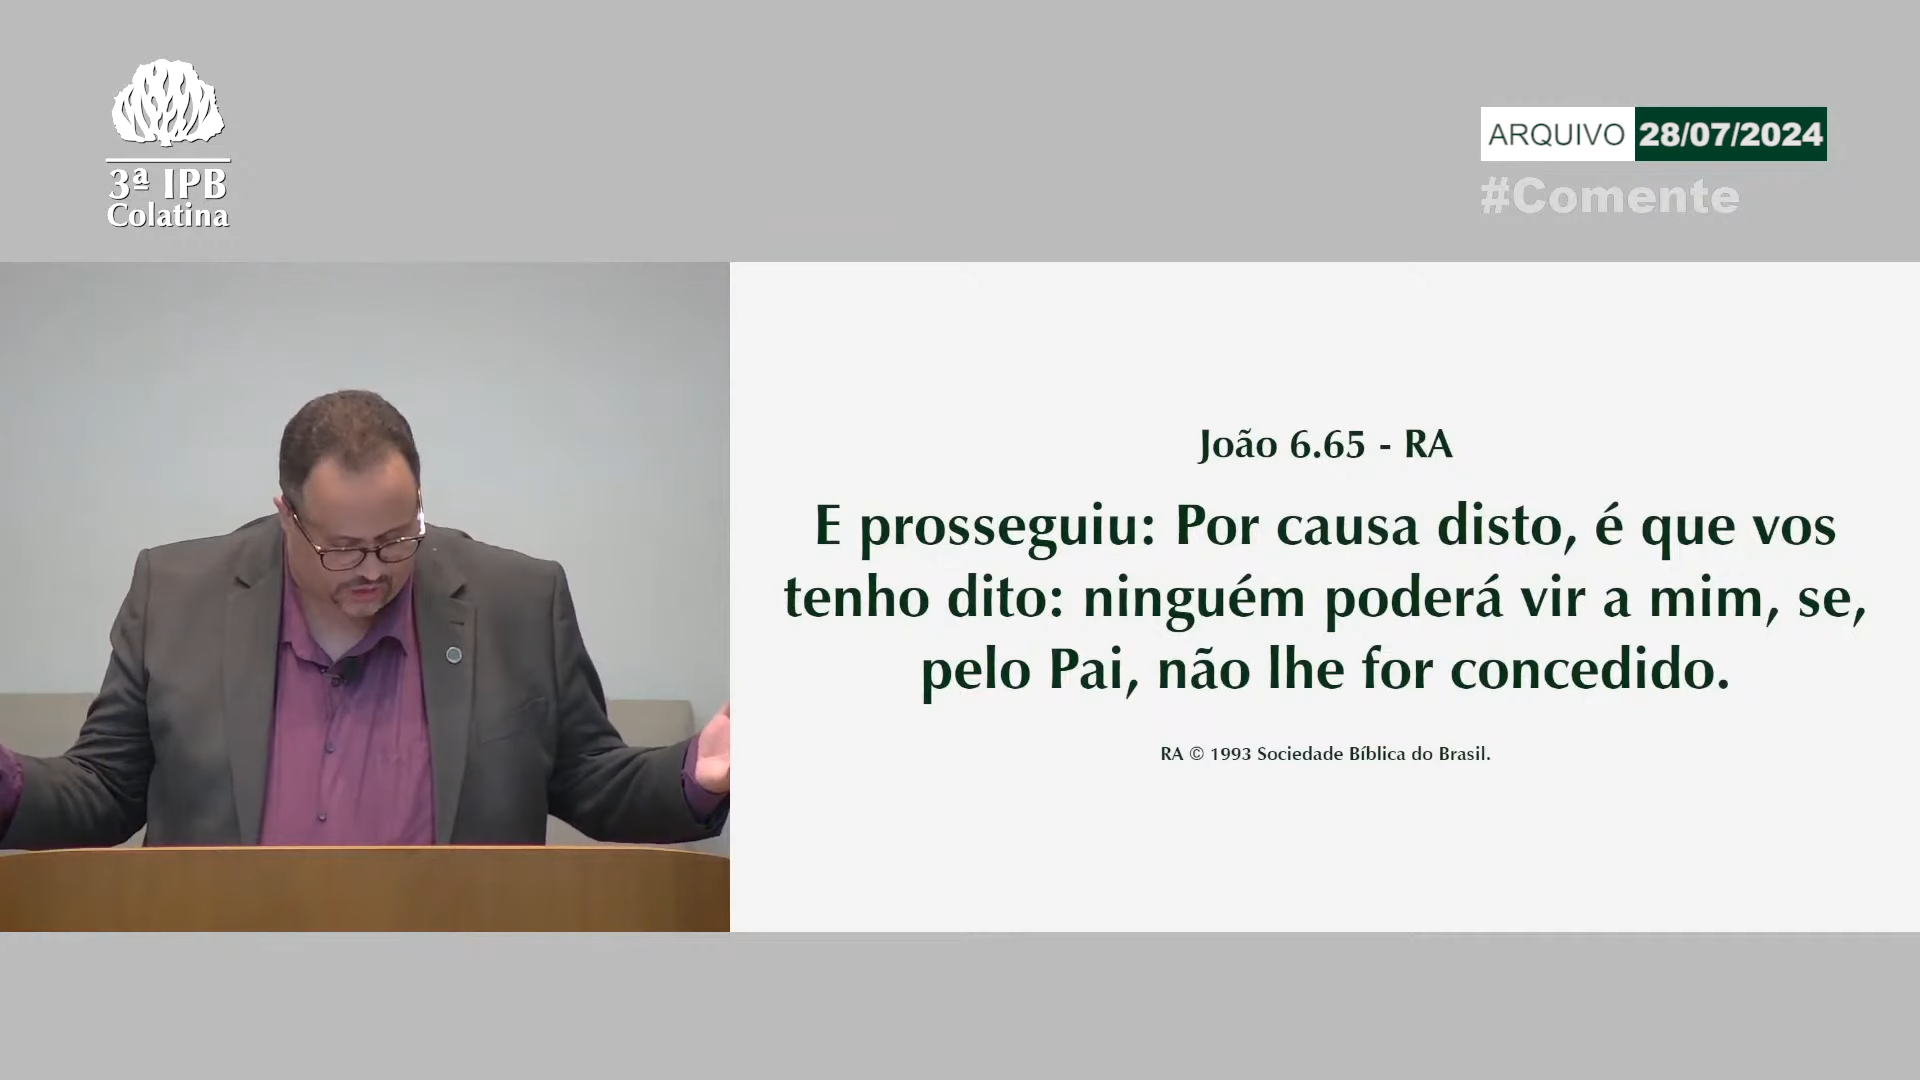 3ª IPB
Colatina
ARQUIVO 28/07/2024
#Comente
João 6.65 - RA
E prosseguiu: Por causa disto, é que vos
tenho dito: ninguém poderá vir a mim, se,
pelo Pai, não lhe for concedido.
RA © 1993 Sociedade Bíblica do Brasil.